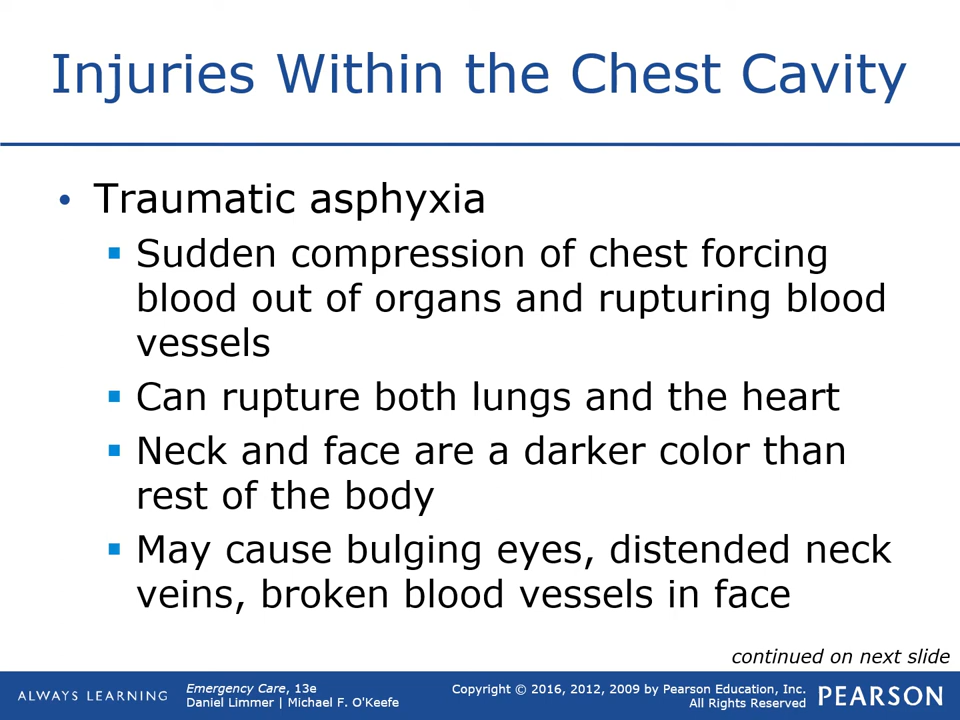 Injuries Within the Chest Cavity
• Traumatic asphyxia
▪ Sudden compression of chest forcing
blood out of organs and rupturing blood
vessels
▪ Can rupture both lungs and the heart
▪ Neck and face are a darker color than
rest of the body
▪ May cause bulging eyes, distended neck
veins, broken blood vessels in face
continued on next slide
ALWAYS LEARNING
Emergency Care, 13e
Daniel Limmer | Michael F. O'Keefe
Copyright © 2016, 2012, 2009 by Pearson Education, Inc.
All Rights Reserved
PEARSON